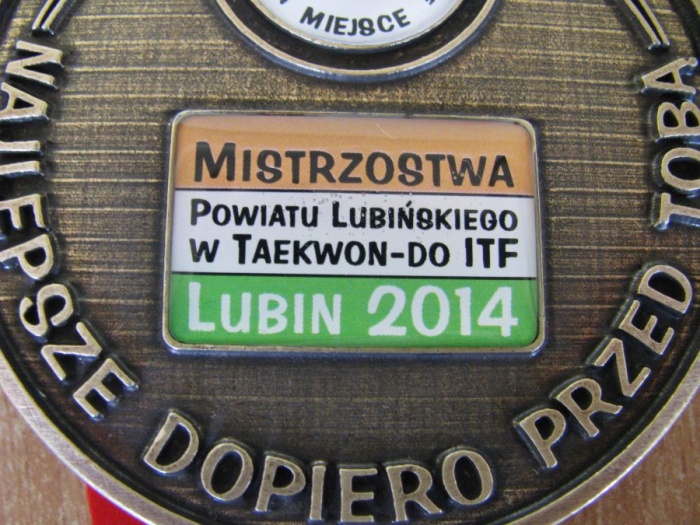 MIEJSCE
MISTRZOSTWA
POWIATU LUBIŃSKIEGO
W TAEKWON-DO ITF
LUBIN 2014
NAJLEPSZE DOPIERO PRZED TOBĄ